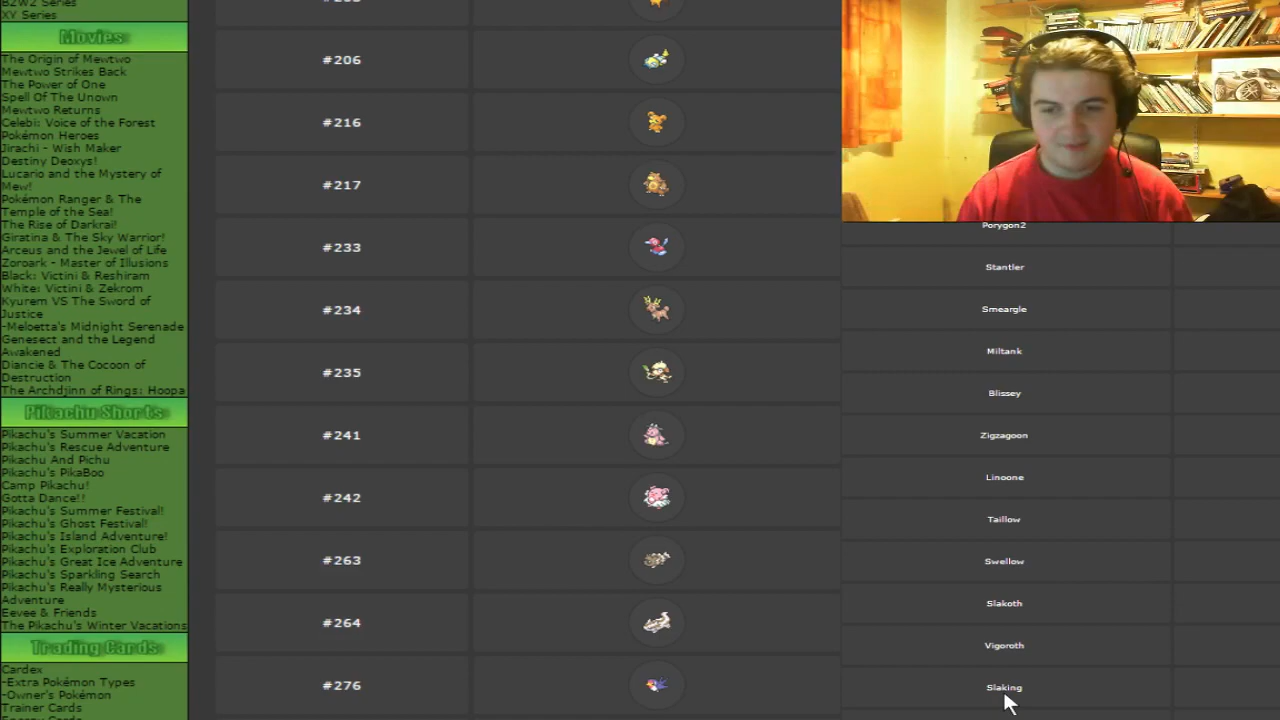 B2W2 Series
XY Series
Movies:
The Origin of Mewtwo
Mewtwo Strikes Back
The Power of One
Spell Of The Unown
Mewtwo Returns
Celebi: Voice of the Forest
Pokémon Heroes
Jirachi - Wish Maker
Destiny Deoxys!
Lucario and the Mystery of
Mew!
Pokémon Ranger & The
Temple of the Sea!
The Rise of Darkrai!
Giratina & The Sky Warrior!
Arceus and the Jewel of Life
Zoroark - Master of Illusions
Black: Victini & Reshiram
White: Victini & Zekrom
Kyurem VS The Sword of
Justice
-Meloetta's Midnight Serenade
Genesect and the Legend
Awakened
Diancie & The Cocoon of
Destruction
The Archdjinn of Rings: Hoopa
Pikachu Shorts:
Pikachu's Summer Vacation
Pikachu's Rescue Adventure
Pikachu And Pichu
Pikachu's PikaBoo
Camp Pikachu!
Gotta Dance!!
Pikachu's Summer Festival!
Pikachu's Ghost Festival!
Pikachu's Island Adventure!
Pikachu's Exploration Club
Pikachu's Great Ice Adventure
Pikachu's Sparkling Search
Pikachu's Really Mysterious
Adventure
Eevee & Friends
The Pikachu's Winter Vacations
Trading Cards:
Cardex
-Extra Pokémon Types
-Owner's Pokémon
Trainer Cards
#206
#216
#217
#233
#234
#235
#241
#242
#263
#264
#276
Porygon2
Stantler
Smeargle
Miltank
Blissey
Zigzagoon
Linoone
Taillow
Swellow
Slakoth
Vigoroth
Slaking